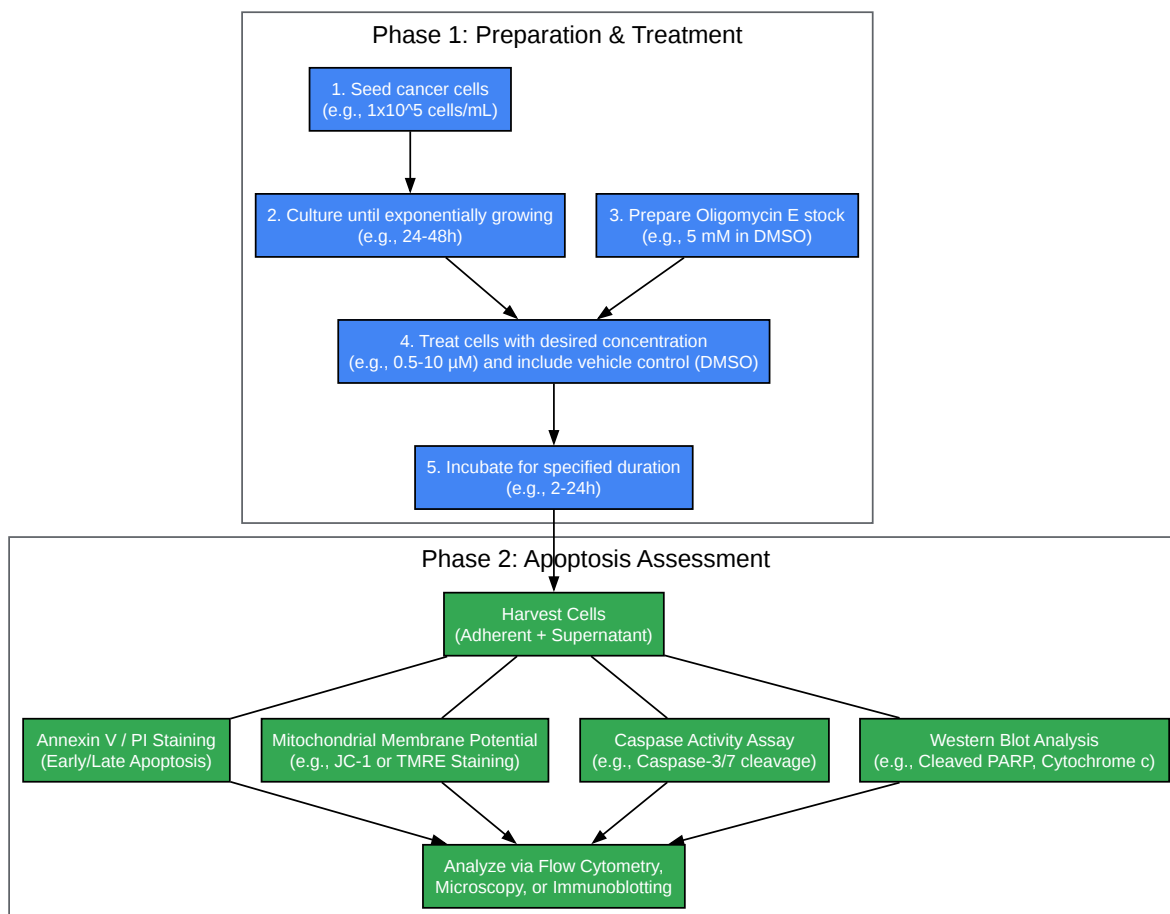 Phase 1: Preparation & Treatment
1. Seed cancer cells
(e.g., 1x10^5 cells/mL)
2. Culture until exponentially growing
(e.g., 24-48h)
3. Prepare Oligomycin E stock
(e.g., 5 mM in DMSO)
4. Treat cells with desired concentration
(e.g., 0.5-10 µM) and include vehicle control (DMSO)
5. Incubate for specified duration
(e.g., 2-24h)
Phase 2: Apoptosis Assessment
Harvest Cells
(Adherent + Supernatant)
Annexin V / PI Staining
(Early/Late Apoptosis)
Mitochondrial Membrane Potential
(e.g., JC-1 or TMRE Staining)
Caspase Activity Assay
(e.g., Caspase-3/7 cleavage)
Western Blot Analysis
(e.g., Cleaved PARP, Cytochrome c)
Analyze via Flow Cytometry,
Microscopy, or Immunoblotting